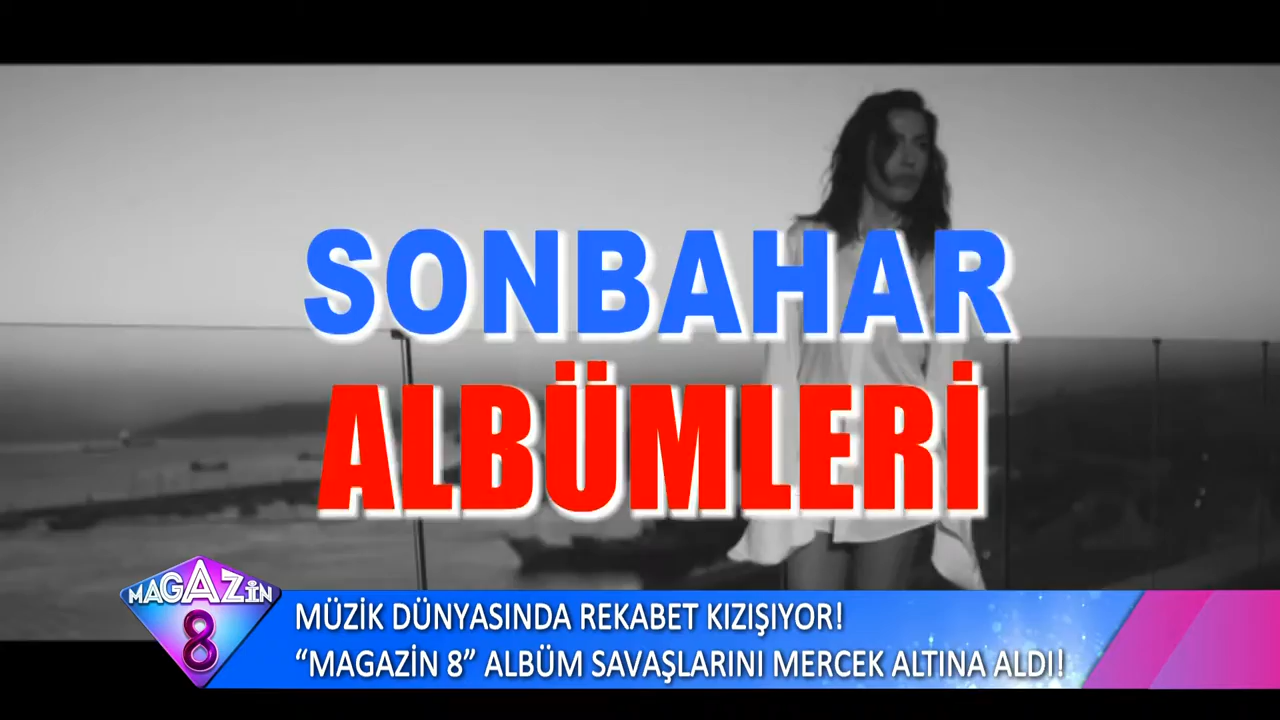 SONBAHAR
ALBÜMLERİ
MAGAZİN
8
MÜZİK DÜNYASINDA REKABET KIZIŞIYOR!
“MAGAZİN 8” ALBÜM SAVAŞLARINI MERCEK ALTINA ALDI!